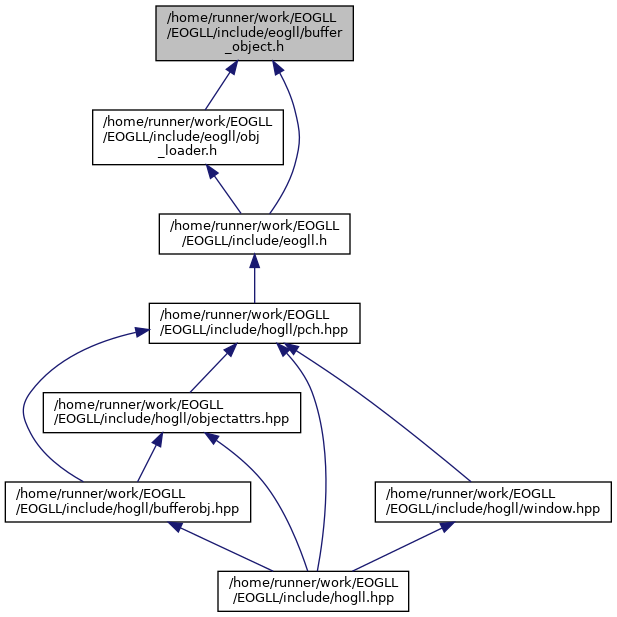 /home/runner/work/EOGLL
/EOGLL/include/eogll/buffer
_object.h
/home/runner/work/EOGLL
/EOGLL/include/eogll/obj
_loader.h
/home/runner/work/EOGLL
/EOGLL/include/eogll.h
/home/runner/work/EOGLL
/EOGLL/include/hogll/pch.hpp
/home/runner/work/EOGLL
/EOGLL/include/hogll/objectattrs.hpp
/home/runner/work/EOGLL
/EOGLL/include/hogll/bufferobj.hpp
/home/runner/work/EOGLL
/EOGLL/include/hogll/window.hpp
/home/runner/work/EOGLL
/EOGLL/include/hogll.hpp